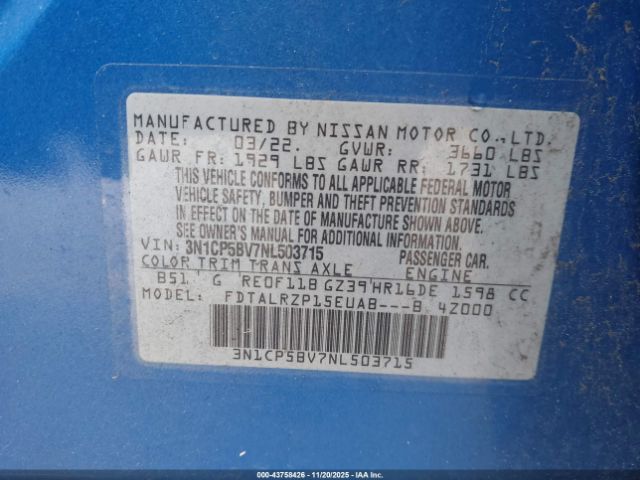 MANUFACTURED BY NISSAN MOTOR CO., LTD.
DATE: 03/22. GVWR: 3660 LBS
GAWR FR: 1929 LBS GAWR RR: 1731 LBS
THIS VEHICLE CONFORMS TO ALL APPLICABLE FEDERAL MOTOR
VEHICLE SAFETY, BUMPER AND THEFT PREVENTION STANDARDS
IN EFFECT ON THE DATE OF MANUFACTURE SHOWN ABOVE.
SEE OWNER'S MANUAL FOR ADDITIONAL INFORMATION.
VIN: 3N1CP5BV7NL503715 PASSENGER CAR.
COLOR TRIM TRANS AXLE ENGINE
B51 G RE0F11B GZ39 HR16DE 1598 CC
MODEL: FDTALRZP15EUAB---B 42000
3N1CP5BV7NL503715
© - 43758426 - 11/20/2025 - IAA Inc.